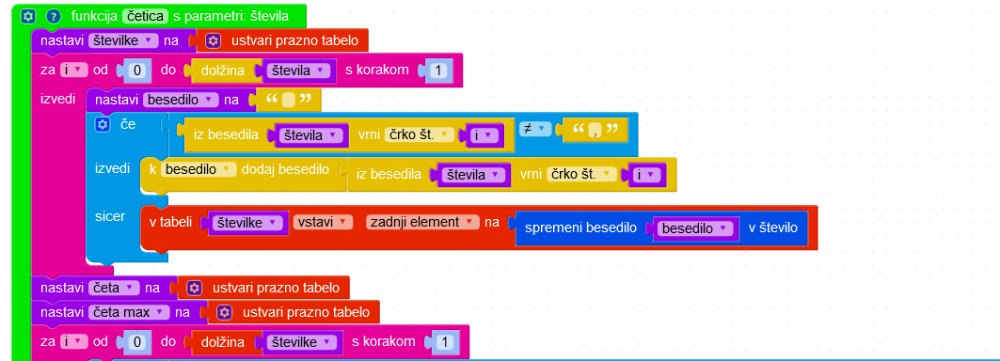 ? funkcija četica s parametri: števila
nastavi številke ▾ na ustvari prazno tabelo
za i ▾ od 0 do dolžina števila ▾ s korakom 1
izvedi nastavi besedilo ▾ na “ ”
če iz besedila števila ▾ vrni črko št. ▾ i ▾ ≠ ▾ “ , ”
izvedi k besedilo ▾ dodaj besedilo iz besedila števila ▾ vrni črko št. ▾ i ▾
sicer v tabeli številke ▾ vstavi ▾ zadnji element ▾ na spremeni besedilo besedilo ▾ v število
nastavi četa ▾ na ustvari prazno tabelo
nastavi četa max ▾ na ustvari prazno tabelo
za i ▾ od 0 do dolžina številke ▾ s korakom 1